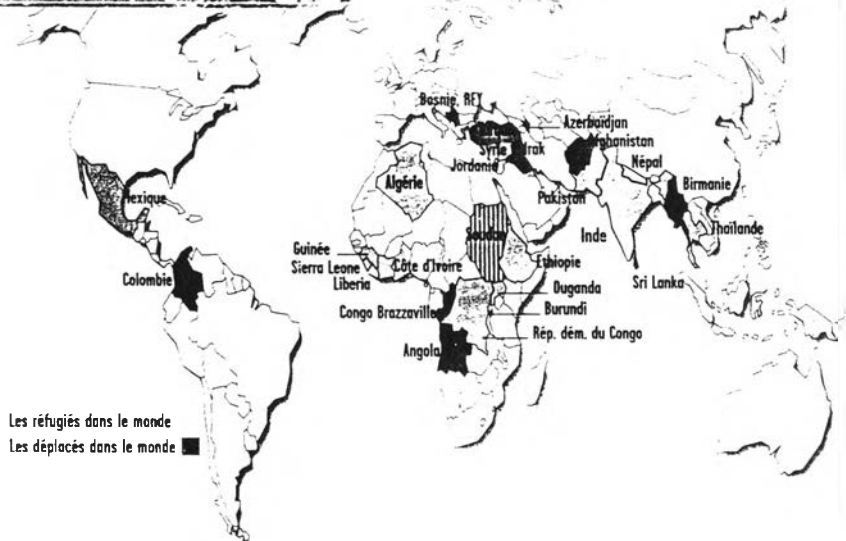 Bosnie, RFY
Azerbaïdjan
Afghanistan
Syrie Irak
Népal
Jordanie
Birmanie
Algérie
Mexique
Pakistan
Thaïlande
Soudan
Inde
Guinée
Sierra Leone
Côte d'Ivoire
Ethiopie
Colombie
Liberia
Sri Lanka
Ouganda
Congo Brazzaville
Burundi
Rép. dém. du Congo
Angola
Les réfugiés dans le monde
Les déplacés dans le monde